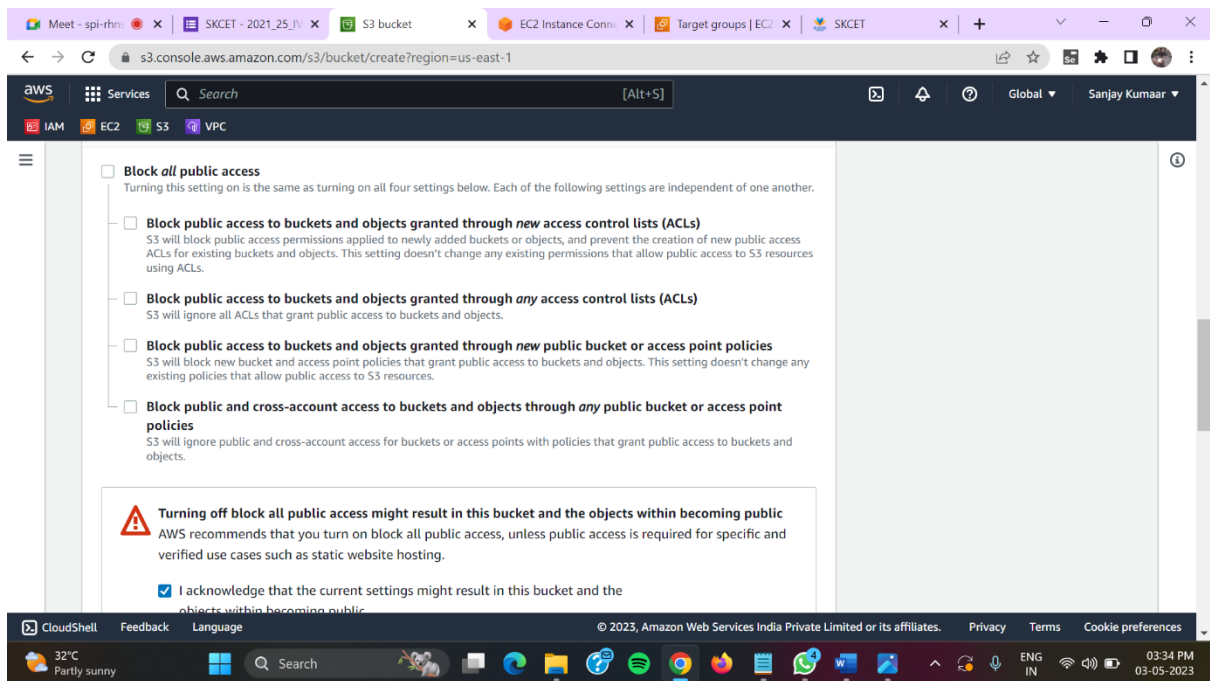 Meet - spi-rhns
SKCET - 2021_25_IV
S3 bucket
EC2 Instance Conne
Target groups | EC2
SKCET
s3.console.aws.amazon.com/s3/bucket/create?region=us-east-1
Se
aws
Services
Search
[Alt+S]
Global
Sanjay Kumaar
IAM
EC2
S3
VPC
Block all public access
Turning this setting on is the same as turning on all four settings below. Each of the following settings are independent of one another.
Block public access to buckets and objects granted through new access control lists (ACLs)
S3 will block public access permissions applied to newly added buckets or objects, and prevent the creation of new public access
ACLs for existing buckets and objects. This setting doesn't change any existing permissions that allow public access to S3 resources
using ACLs.
Block public access to buckets and objects granted through any access control lists (ACLs)
S3 will ignore all ACLs that grant public access to buckets and objects.
Block public access to buckets and objects granted through new public bucket or access point policies
S3 will block new bucket and access point policies that grant public access to buckets and objects. This setting doesn't change any
existing policies that allow public access to S3 resources.
Block public and cross-account access to buckets and objects through any public bucket or access point
policies
S3 will ignore public and cross-account access for buckets or access points with policies that grant public access to buckets and
objects.
Turning off block all public access might result in this bucket and the objects within becoming public
AWS recommends that you turn on block all public access, unless public access is required for specific and
verified use cases such as static website hosting.
I acknowledge that the current settings might result in this bucket and the
objects within becoming public.
CloudShell
Feedback
Language
© 2023, Amazon Web Services India Private Limited or its affiliates.
Privacy
Terms
Cookie preferences
32°C
Partly sunny
Search
4
ENG
IN
03:34 PM
03-05-2023